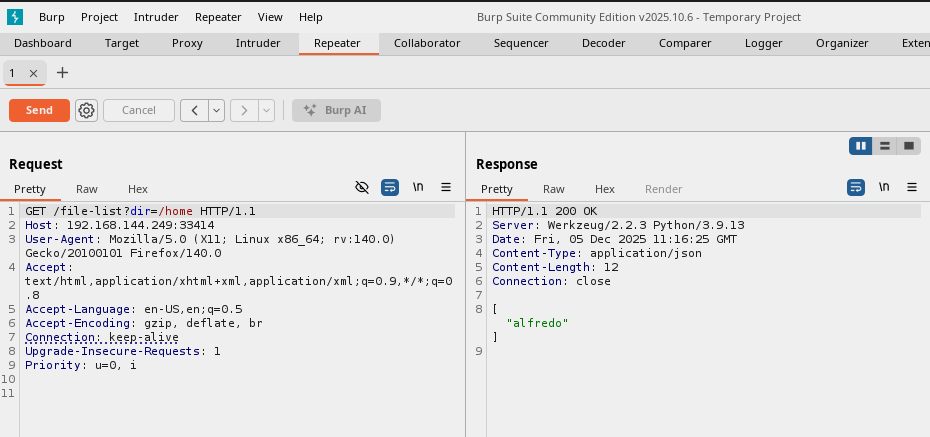 Burp Project Intruder Repeater View Help Burp Suite Community Edition v2025.10.6 - Temporary Project
Dashboard Target Proxy Intruder Repeater Collaborator Sequencer Decoder Comparer Logger Organizer Exten
1 × +
Send Cancel < > Burp AI
Request
Pretty Raw Hex \n
1 GET /file-list?dir=/home HTTP/1.1
2 Host: 192.168.144.249:33414
3 User-Agent: Mozilla/5.0 (X11; Linux x86_64; rv:140.0)
Gecko/20100101 Firefox/140.0
4 Accept:
text/html,application/xhtml+xml,application/xml;q=0.9,*/*;q=0
.8
5 Accept-Language: en-US,en;q=0.5
6 Accept-Encoding: gzip, deflate, br
7 Connection: keep-alive
8 Upgrade-Insecure-Requests: 1
9 Priority: u=0, i
10
11
Response
Pretty Raw Hex Render \n
1 HTTP/1.1 200 OK
2 Server: Werkzeug/2.2.3 Python/3.9.13
3 Date: Fri, 05 Dec 2025 11:16:25 GMT
4 Content-Type: application/json
5 Content-Length: 12
6 Connection: close
7
8 [
"alfredo"
]
9